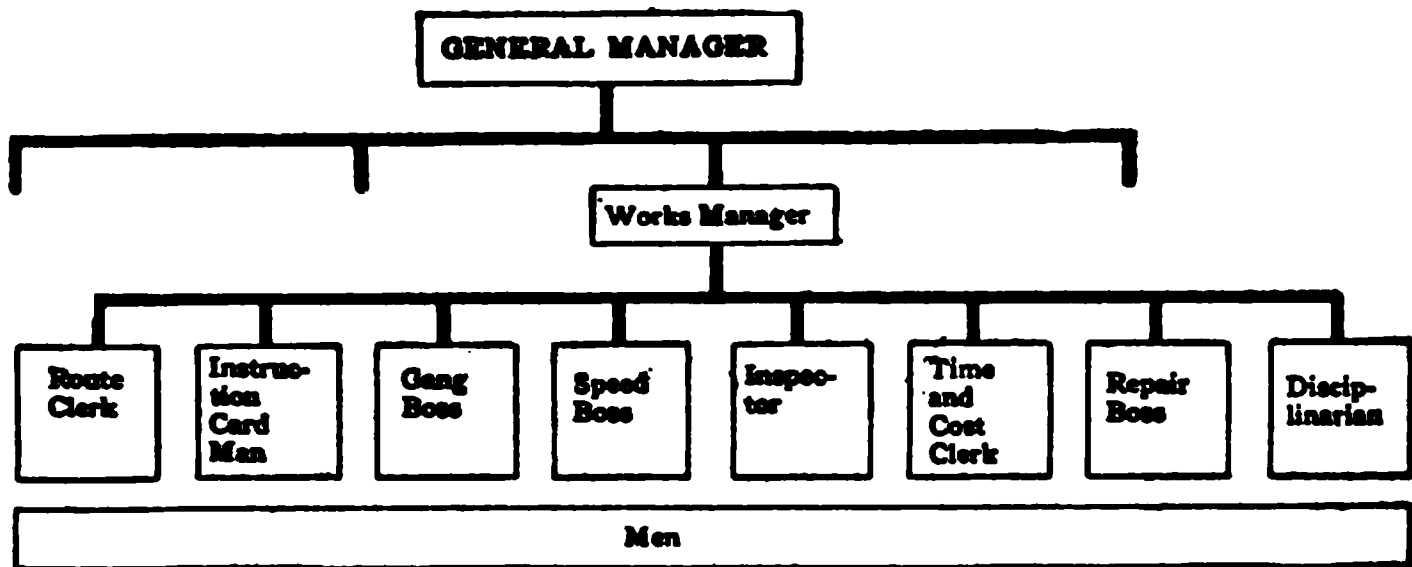 GENERAL MANAGER
Works Manager
Route
Clerk
Instruc-
tion
Card
Man
Gang
Boss
Speed
Boss
Inspec-
tor
Time
and
Cost
Clerk
Repair
Boss
Discip-
linarian
Men